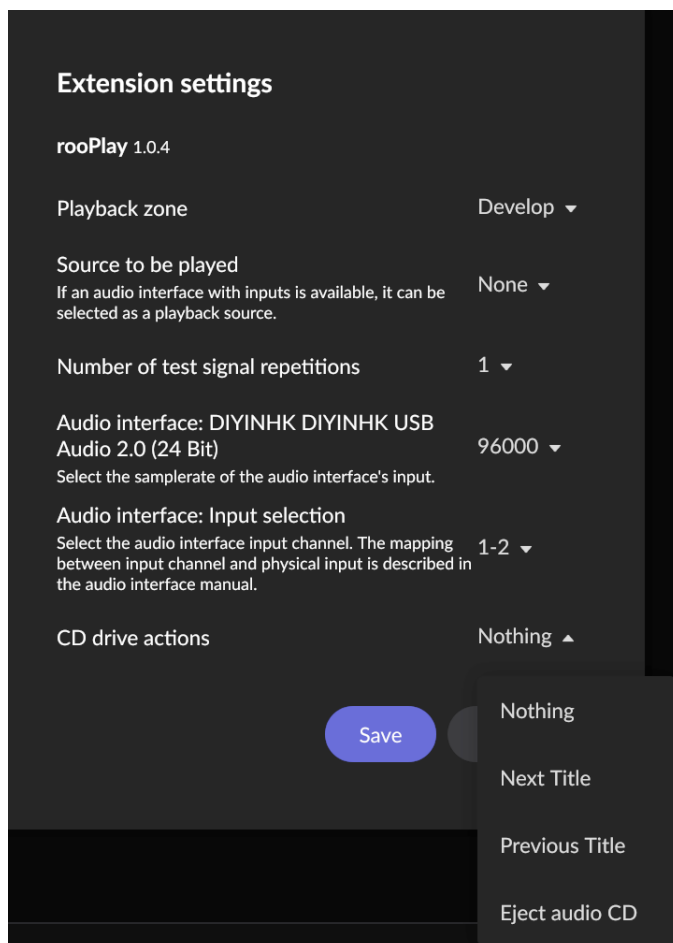 Extension settings
rooPlay 1.0.4
Playback zone
Develop
Source to be played
If an audio interface with inputs is available, it can be
selected as a playback source.
None
Number of test signal repetitions
1
Audio interface: DIYINHK DIYINHK USB
Audio 2.0 (24 Bit)
Select the samplerate of the audio interface's input.
96000
Audio interface: Input selection
Select the audio interface input channel. The mapping
between input channel and physical input is described in
the audio interface manual.
1-2
CD drive actions
Nothing
Save
Nothing
Next Title
Previous Title
Eject audio CD